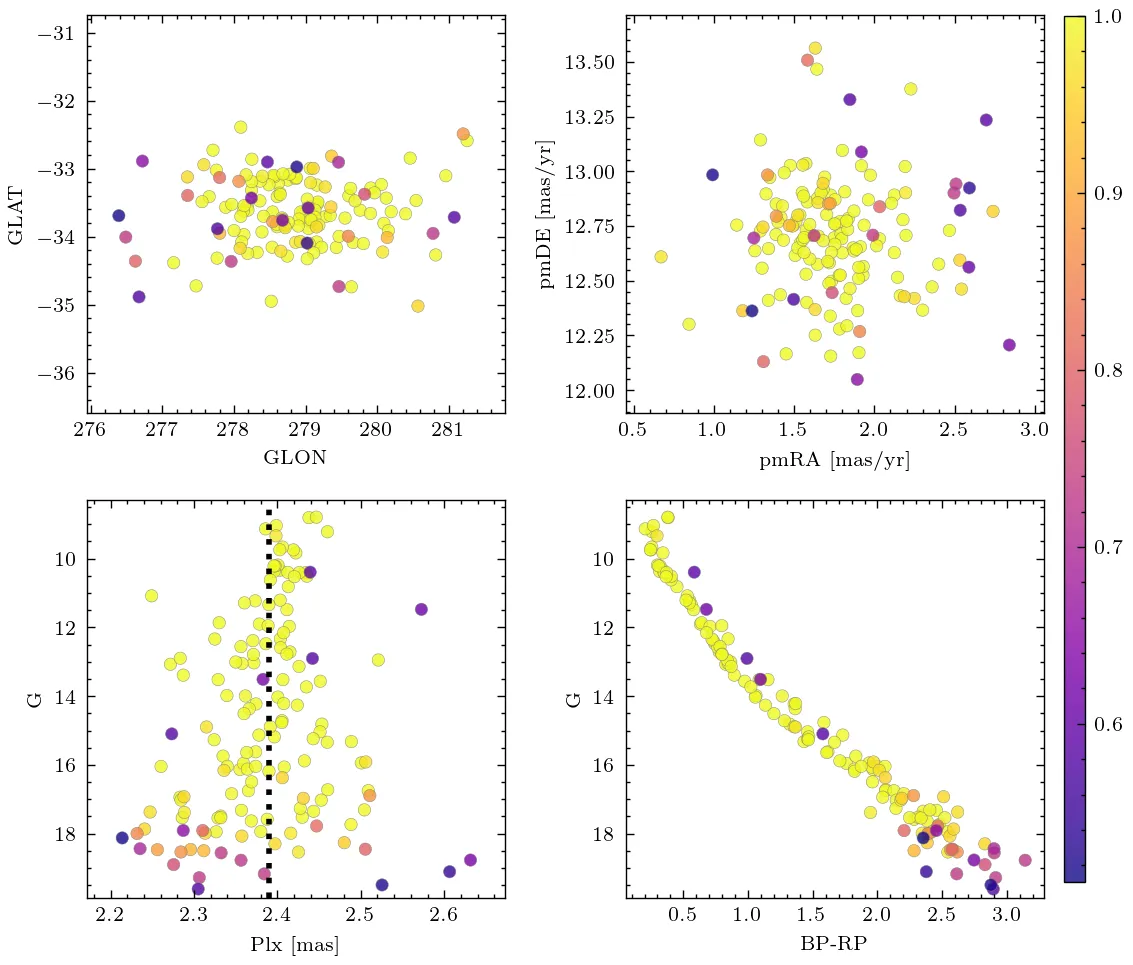 −31
−32
−33
−34
−35
−36
GLAT
276 277 278 279 280 281
GLON
13.50
13.25
13.00
12.75
12.50
12.25
12.00
pmDE [mas/yr]
0.5 1.0 1.5 2.0 2.5 3.0
pmRA [mas/yr]
1.0
0.9
0.8
0.7
0.6
10
12
14
16
18
G
2.2 2.3 2.4 2.5 2.6
Plx [mas]
10
12
14
16
18
G
0.5 1.0 1.5 2.0 2.5 3.0
BP-RP